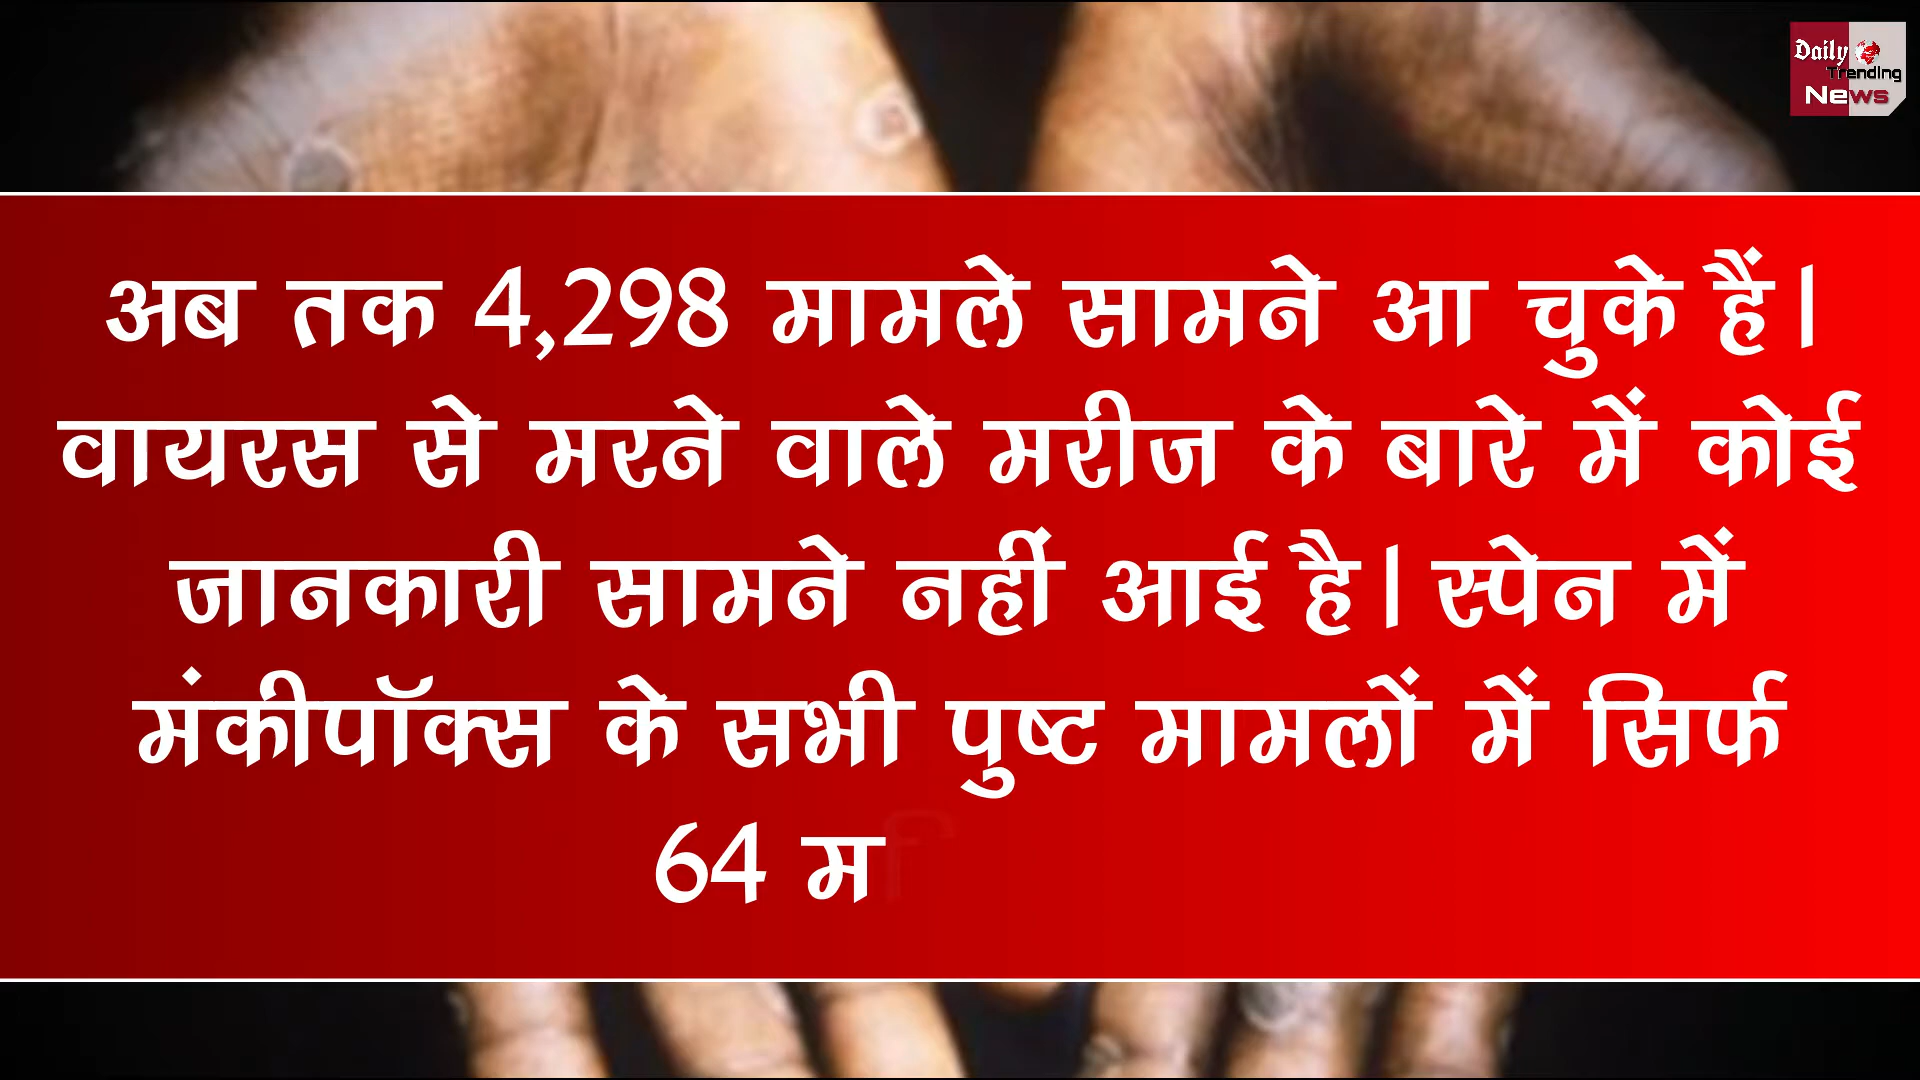 Daily
Trending
News
अब तक 4,298 मामले सामने आ चुके हैं।
वायरस से मरने वाले मरीज के बारे में कोई
जानकारी सामने नहीं आई है। स्पेन में
मंकीपॉक्स के सभी पुष्ट मामलों में सिर्फ
64 म